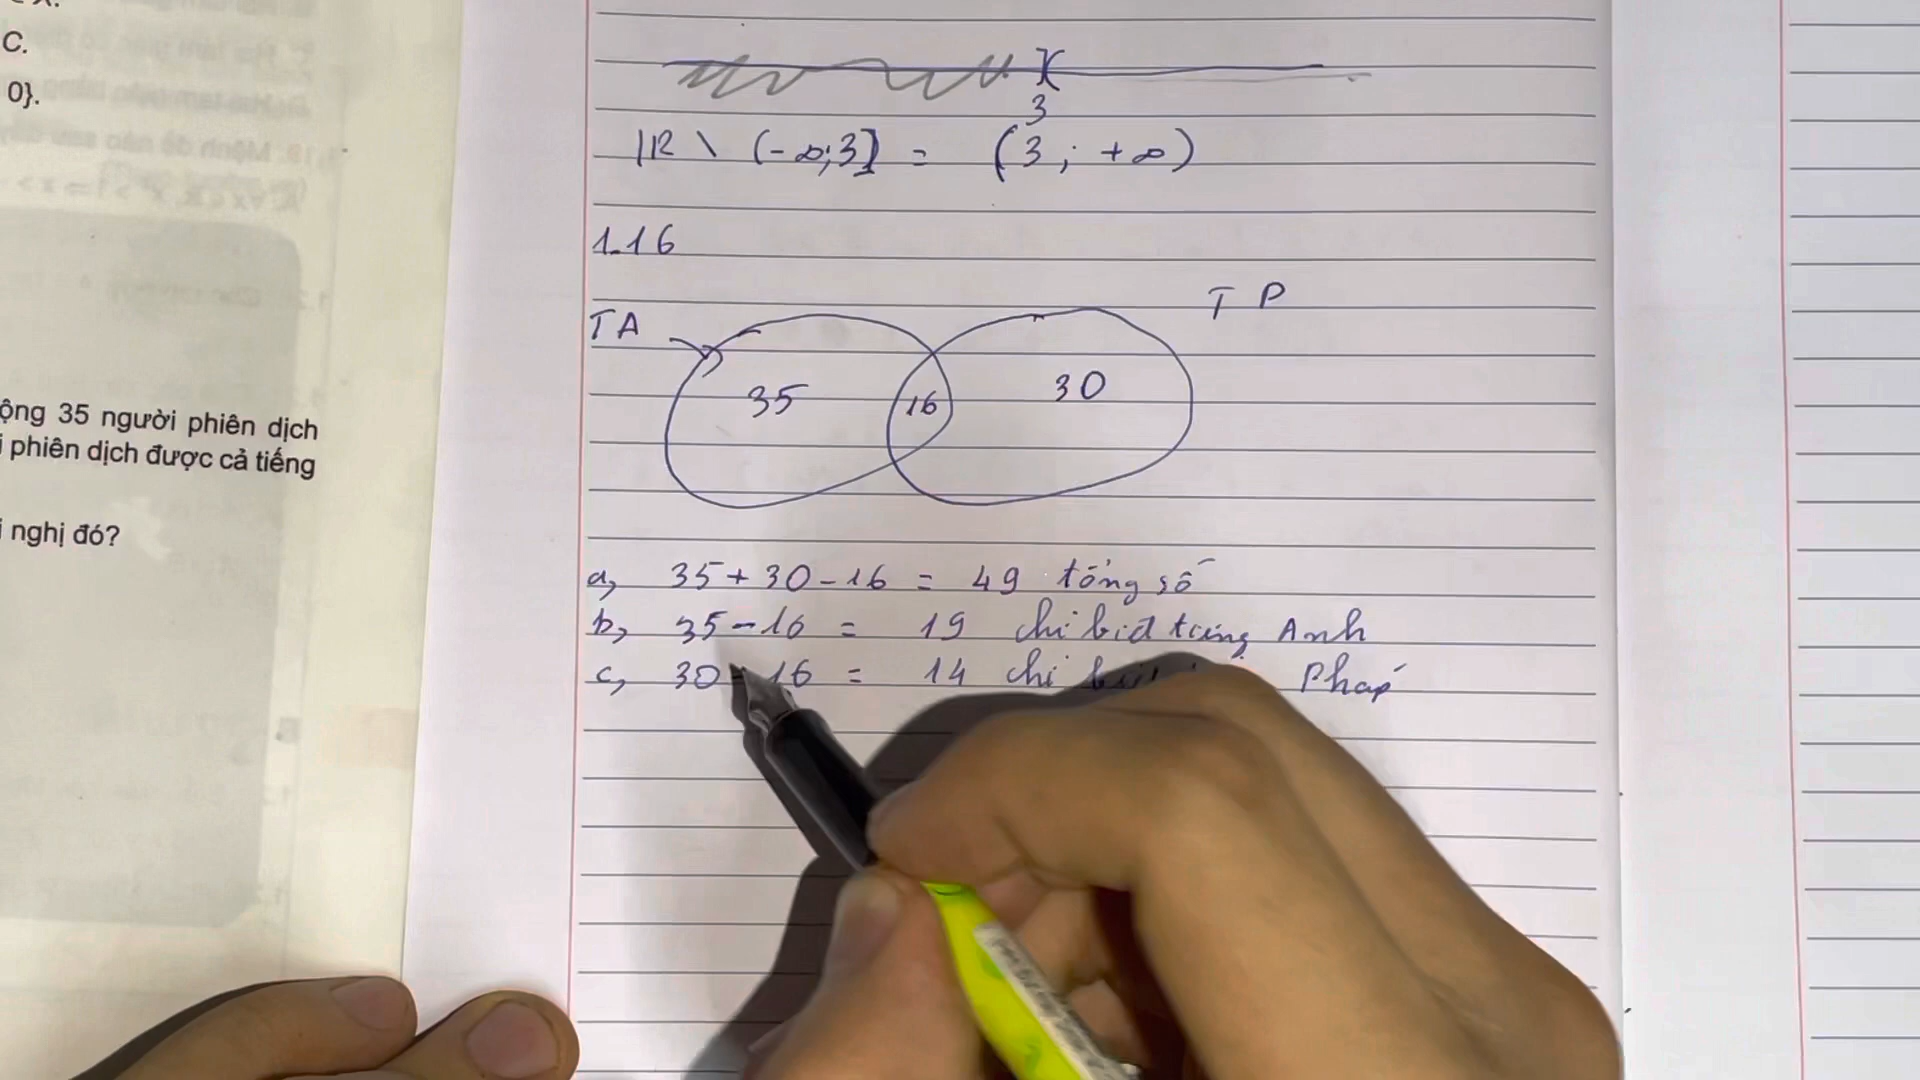 C.
0}.
ộng 35 người phiên dịch
i phiên dịch được cả tiếng
i nghị đó?
3
ℝ \ (-∞;3] = (3; +∞)
1.16
TA
T P
35
16
30
a, 35 + 30 - 16 = 49 tổng số
b, 35 - 16 = 19 chỉ biết tiếng Anh
c, 30 - 16 = 14 chỉ Pháp